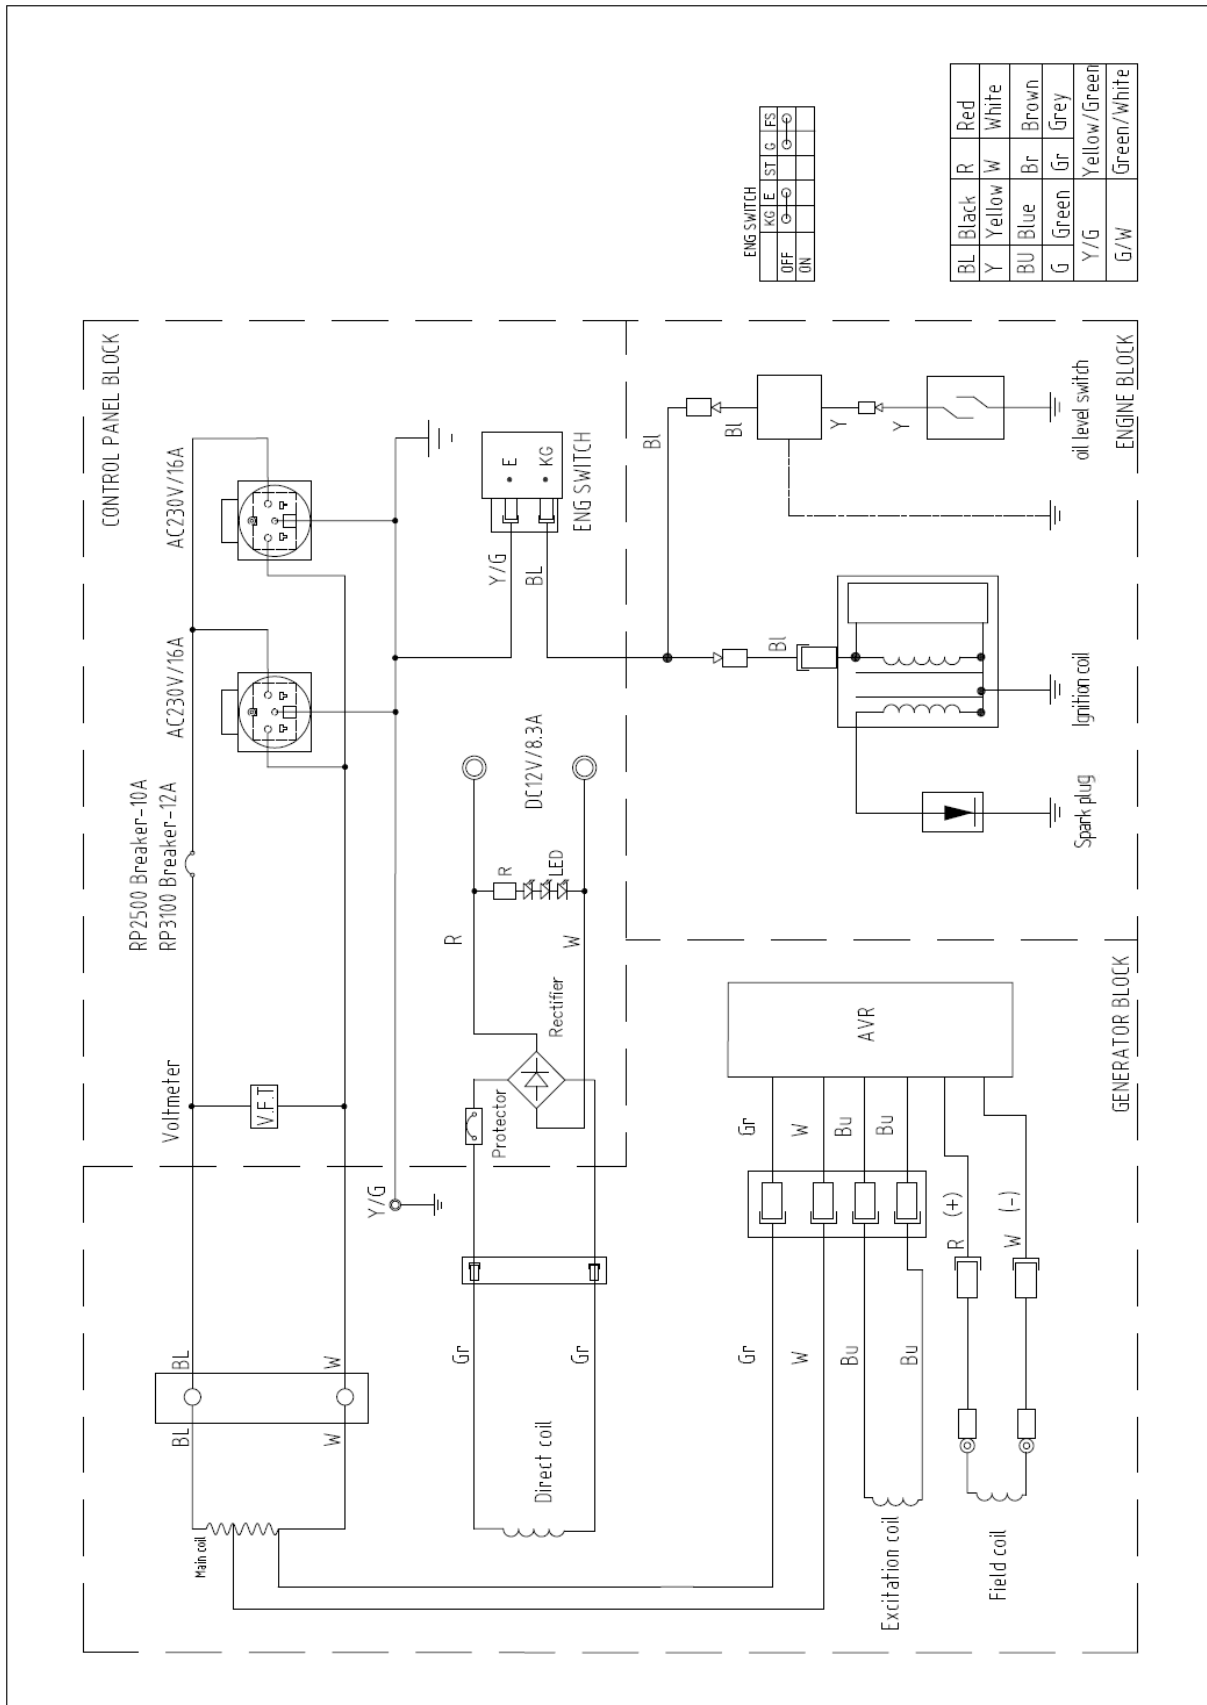 CONTROL PANEL BLOCK
AC230V/16A
AC230V/16A
RP2500 Breaker-10A
RP3100 Breaker-12A
Voltmeter
V.F.T
BL
BL
W
W
Main coil
Y/G
Y/G
BL
E
KG
ENG SWITCH
DC12V/8.3A
R
LED
R
W
Rectifier
Protector
Gr
Gr
Direct coil
ENG SWITCH
KG E ST G FS
OFF
ON
BL Black R Red
Y Yellow W White
BU Blue Br Brown
G Green Gr Grey
Y/G Yellow/Green
G/W Green/White
Bl
Bl
Y
Y
oil level switch
ENGINE BLOCK
Bl
Ignition coil
Spark plug
AVR
GENERATOR BLOCK
Gr
W
Bu
Bu
R (+)
W (-)
Gr
W
Bu
Bu
Excitation coil
Field coil